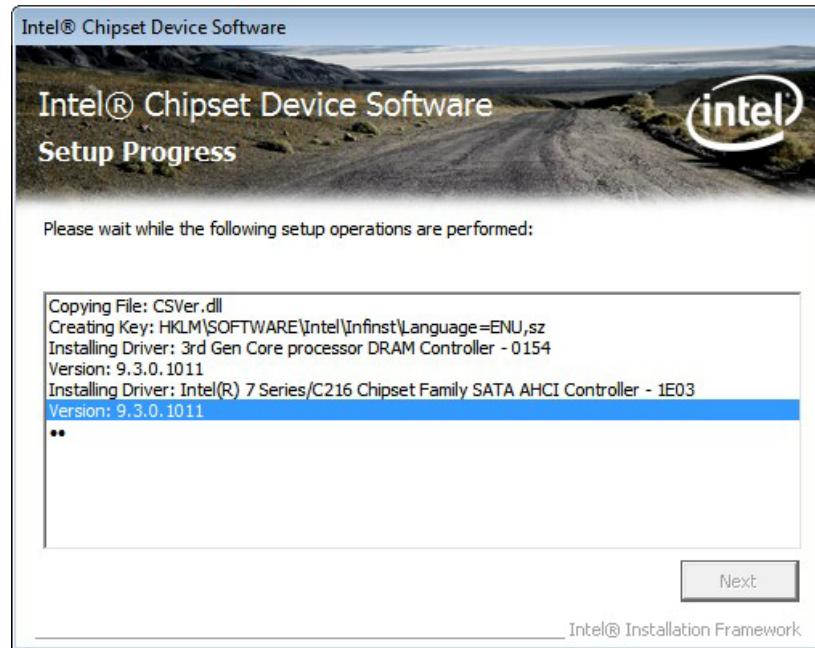 Intel® Chipset Device Software
Intel® Chipset Device Software
intel
Setup Progress
Please wait while the following setup operations are performed:
Copying File: CSVer.dll
Creating Key: HKLM\SOFTWARE\Intel\Infinst\Language=ENU,sz
Installing Driver: 3rd Gen Core processor DRAM Controller - 0154
Version: 9.3.0.1011
Installing Driver: Intel(R) 7 Series/C216 Chipset Family SATA AHCI Controller - 1E03
Version: 9.3.0.1011
••
Next
Intel® Installation Framework